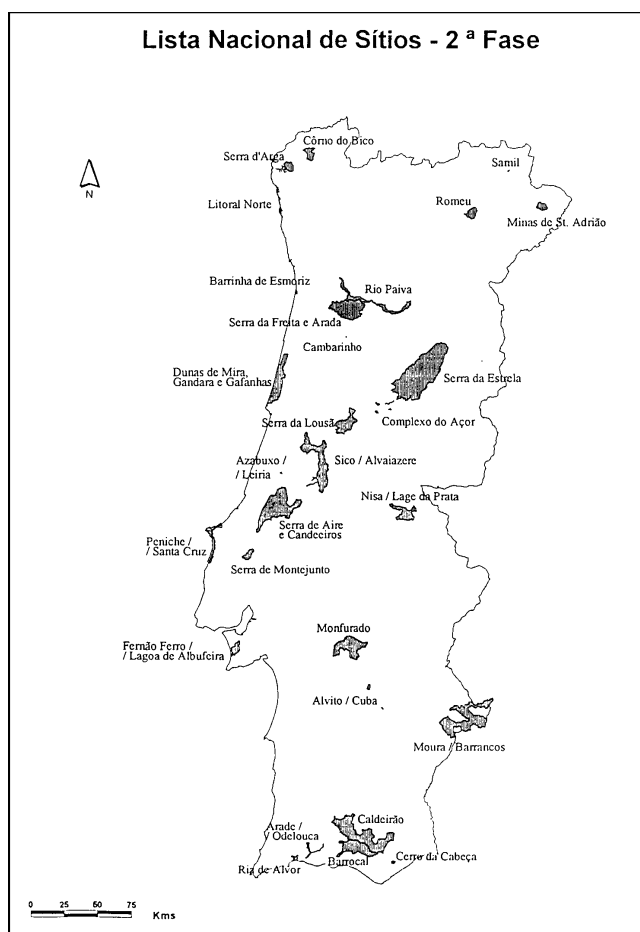 Lista Nacional de Sítios - 2 ª Fase
Côrno do Bico
Serra d'Arga
Samil
N
Litoral Norte
Romeu
Minas de St. Adrião
Barrinha de Esmoriz
Rio Paiva
Serra da Freita e Arada
Cambarinho
Dunas de Mira,
Gandara e Gafanhas
Serra da Estrela
Serra da Lousã
Complexo do Açor
Azabuxo /
/ Leiria
Sico / Alvaiazere
Nisa / Lage da Prata
Serra de Aire
e Candeeiros
Peniche /
/ Santa Cruz
Serra de Montejunto
Monfurado
Fernão Ferro /
/ Lagoa de Albufeira
Alvito / Cuba
Moura / Barrancos
Caldeirão
Arade /
/ Odelouca
Barrocal
Cerro da Cabeça
Ria de Alvor
0 25 50 75
Kms